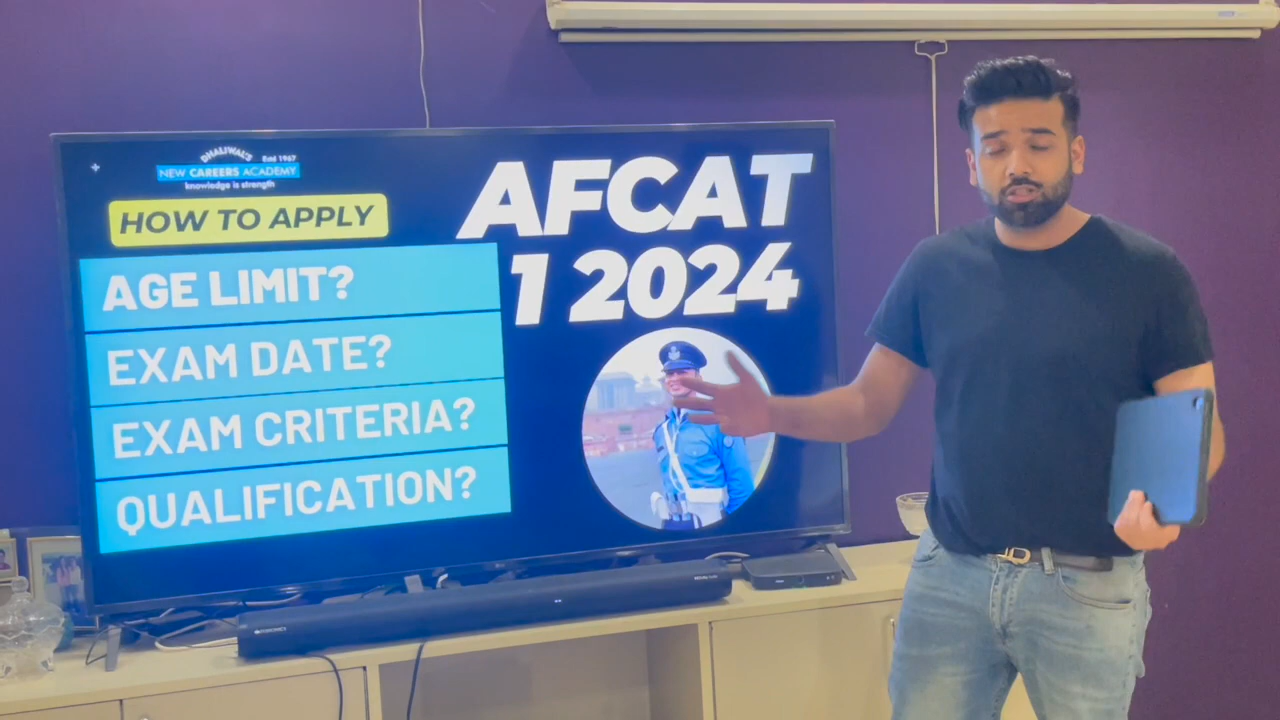 DHALIWAL'S
Estd 1967
NEW CAREERS ACADEMY
knowledge is strength
HOW TO APPLY
AGE LIMIT?
EXAM DATE?
EXAM CRITERIA?
QUALIFICATION?
AFCAT
1 2024